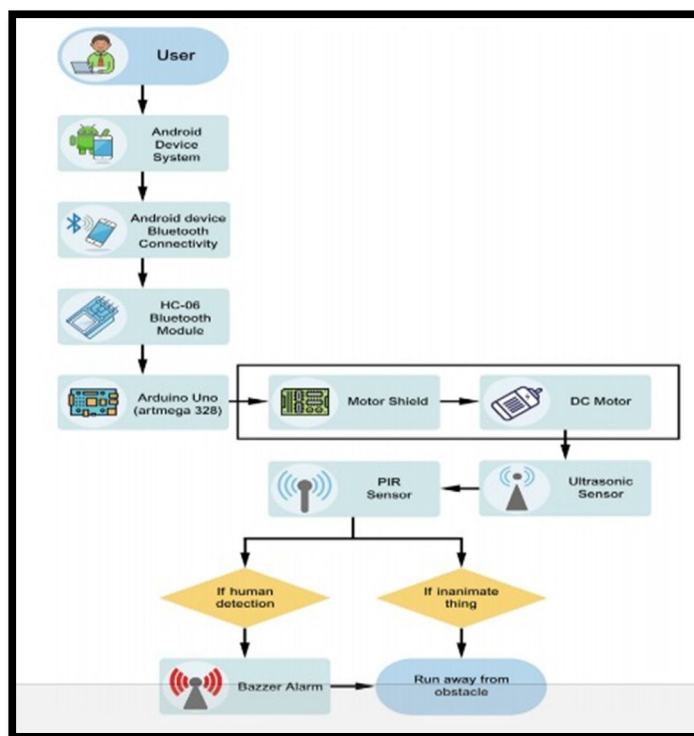 User
Android
Device
System
Android device
Bluetooth
Connectivity
HC-06
Bluetooth
Module
Arduino Uno
(artmega 328)
Motor Shield
DC Motor
PIR
Sensor
Ultrasonic
Sensor
If human
detection
If inanimate
thing
Bazzer Alarm
Run away from
obstacle